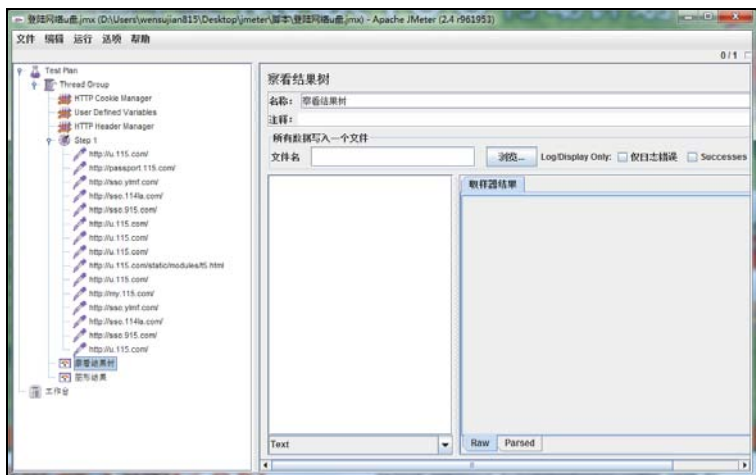 登陆网络u盘.jmx (D:\Users\wensujian815\Desktop\jmeter\脚本\登陆网络u盘.jmx) - Apache JMeter (2.4 r961953)
文件 编辑 运行 选项 帮助
0 / 1
Test Plan
Thread Group
HTTP Cookie Manager
User Defined Variables
HTTP Header Manager
Step 1
http://u.115.com/
http://passport.115.com/
http://sso.ylmf.com/
http://sso.114la.com/
http://sso.915.com/
http://u.115.com/
http://u.115.com/
http://u.115.com/
http://u.115.com/static/modules/t5.html
http://u.115.com/
http://my.115.com/
http://sso.ylmf.com/
http://sso.114la.com/
http://sso.915.com/
http://u.115.com/
察看结果树
图形结果
工作台
察看结果树
名称: 察看结果树
注释:
所有数据写入一个文件
文件名 浏览... Log/Display Only: 仅日志错误 Successes
取样器结果
Text
Raw Parsed